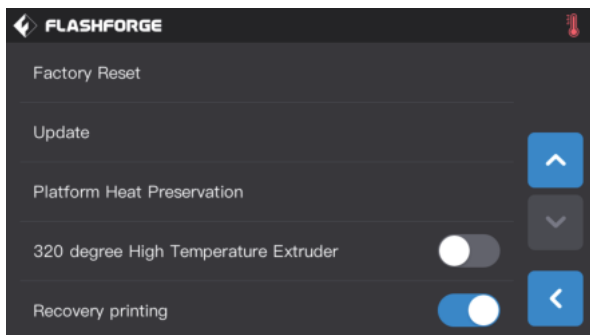 FLASHFORGE
Factory Reset
Update
Platform Heat Preservation
320 degree High Temperature Extruder
Recovery printing